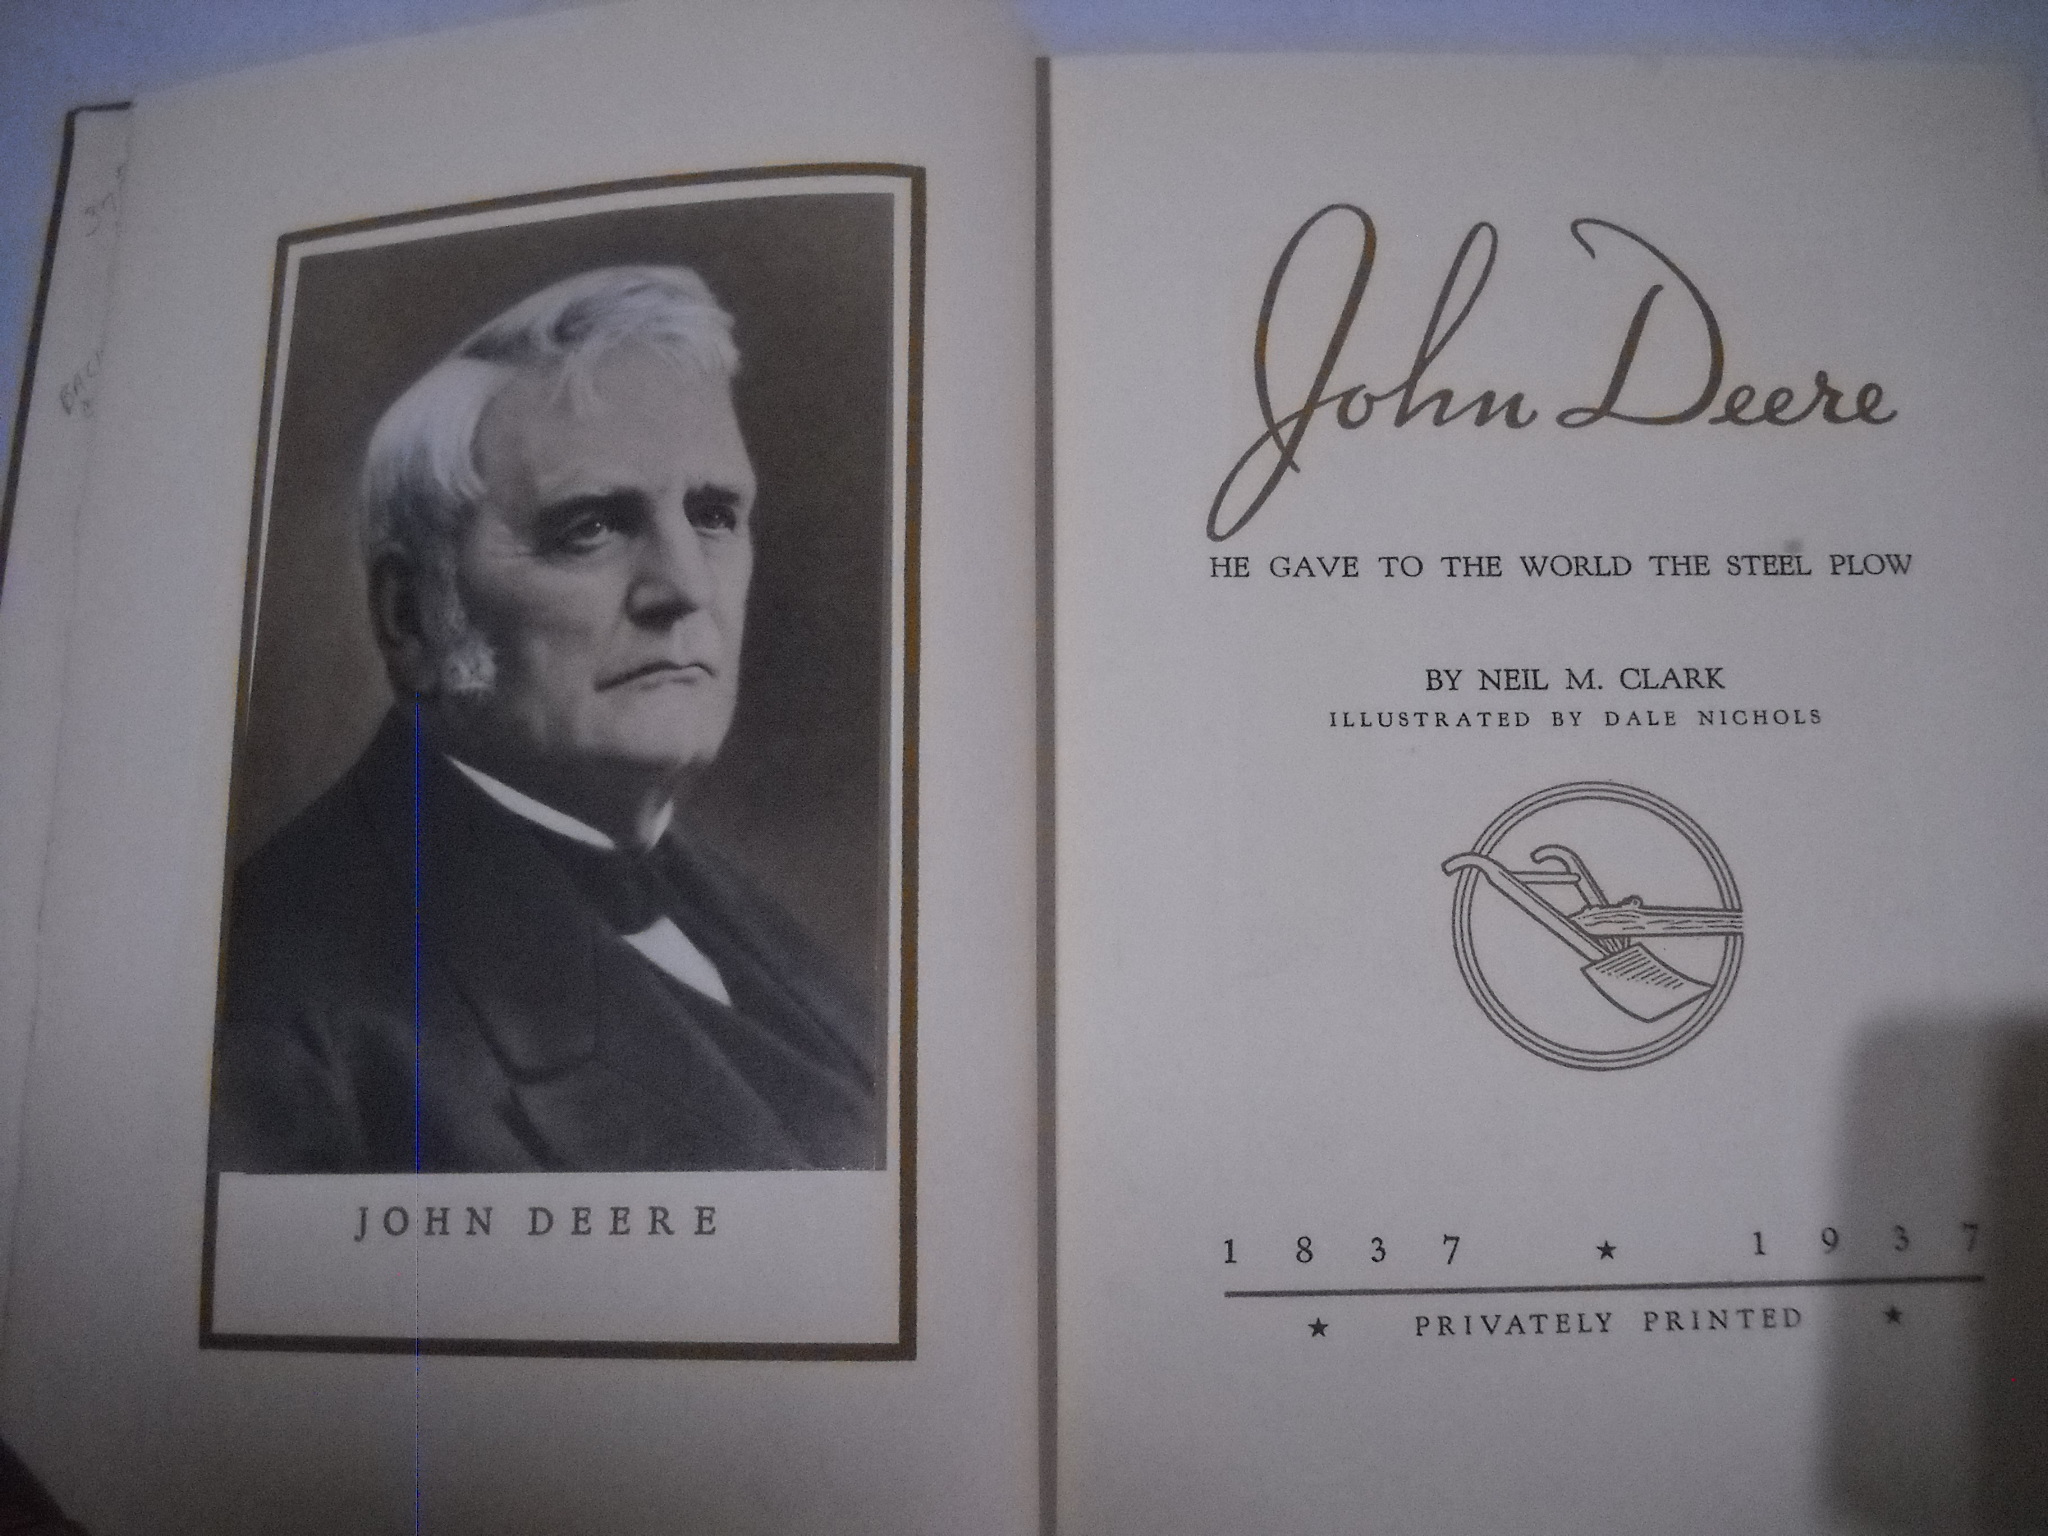 JOHN DEERE
John Deere
HE GAVE TO THE WORLD THE STEEL PLOW
BY NEIL M. CLARK
ILLUSTRATED BY DALE NICHOLS
1837 ★ 1937
★ PRIVATELY PRINTED ★